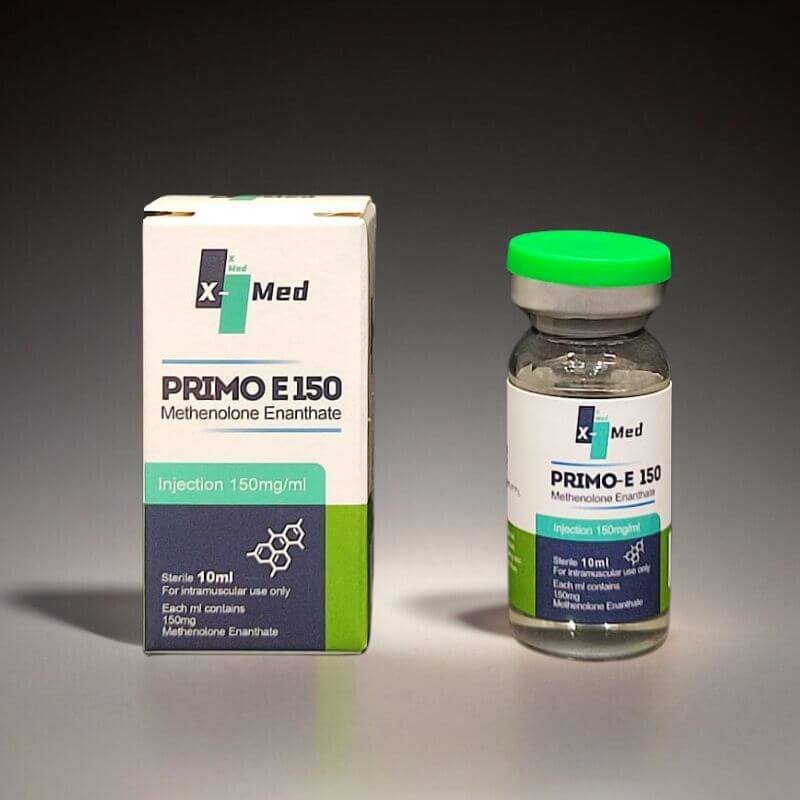 X
Med
X- Med
PRIMO E 150
Methenolone Enanthate
Injection 150mg/ml
Sterile 10ml
For intramuscular use only
Each ml contains
150mg
Methenolone Enanthate
X
Med
X- Med
PRIMO-E 150
Methenolone Enanthate
Injection 150mg/ml
Sterile 10ml
For intramuscular use only
Each ml contains
150mg
Methenolone Enanthate